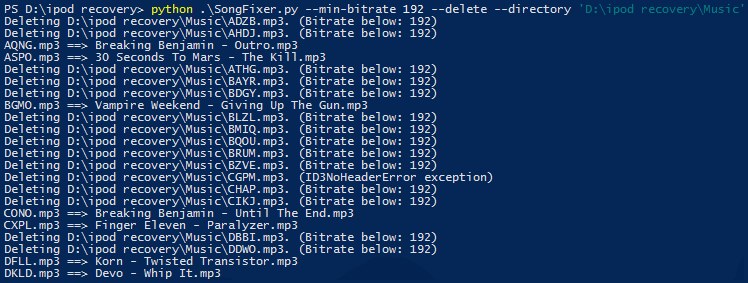 PS D:\ipod recovery> python .\SongFixer.py --min-bitrate 192 --delete --directory 'D:\ipod recovery\Music'
Deleting D:\ipod recovery\Music\ADZB.mp3. (Bitrate below: 192)
Deleting D:\ipod recovery\Music\AHDJ.mp3. (Bitrate below: 192)
AQNG.mp3 ==> Breaking Benjamin - Outro.mp3
ASPO.mp3 ==> 30 Seconds To Mars - The Kill.mp3
Deleting D:\ipod recovery\Music\ATHG.mp3. (Bitrate below: 192)
Deleting D:\ipod recovery\Music\BAYR.mp3. (Bitrate below: 192)
Deleting D:\ipod recovery\Music\BDGY.mp3. (Bitrate below: 192)
BGMO.mp3 ==> Vampire Weekend - Giving Up The Gun.mp3
Deleting D:\ipod recovery\Music\BLZL.mp3. (Bitrate below: 192)
Deleting D:\ipod recovery\Music\BMIQ.mp3. (Bitrate below: 192)
Deleting D:\ipod recovery\Music\BQOU.mp3. (Bitrate below: 192)
Deleting D:\ipod recovery\Music\BRUM.mp3. (Bitrate below: 192)
Deleting D:\ipod recovery\Music\BZVE.mp3. (Bitrate below: 192)
Deleting D:\ipod recovery\Music\CGPM.mp3. (ID3NoHeaderError exception)
Deleting D:\ipod recovery\Music\CHAP.mp3. (Bitrate below: 192)
Deleting D:\ipod recovery\Music\CIKJ.mp3. (Bitrate below: 192)
CONO.mp3 ==> Breaking Benjamin - Until The End.mp3
CXPL.mp3 ==> Finger Eleven - Paralyzer.mp3
Deleting D:\ipod recovery\Music\DBBI.mp3. (Bitrate below: 192)
Deleting D:\ipod recovery\Music\DDWO.mp3. (Bitrate below: 192)
DFLL.mp3 ==> Korn - Twisted Transistor.mp3
DKLD.mp3 ==> Devo - Whip It.mp3